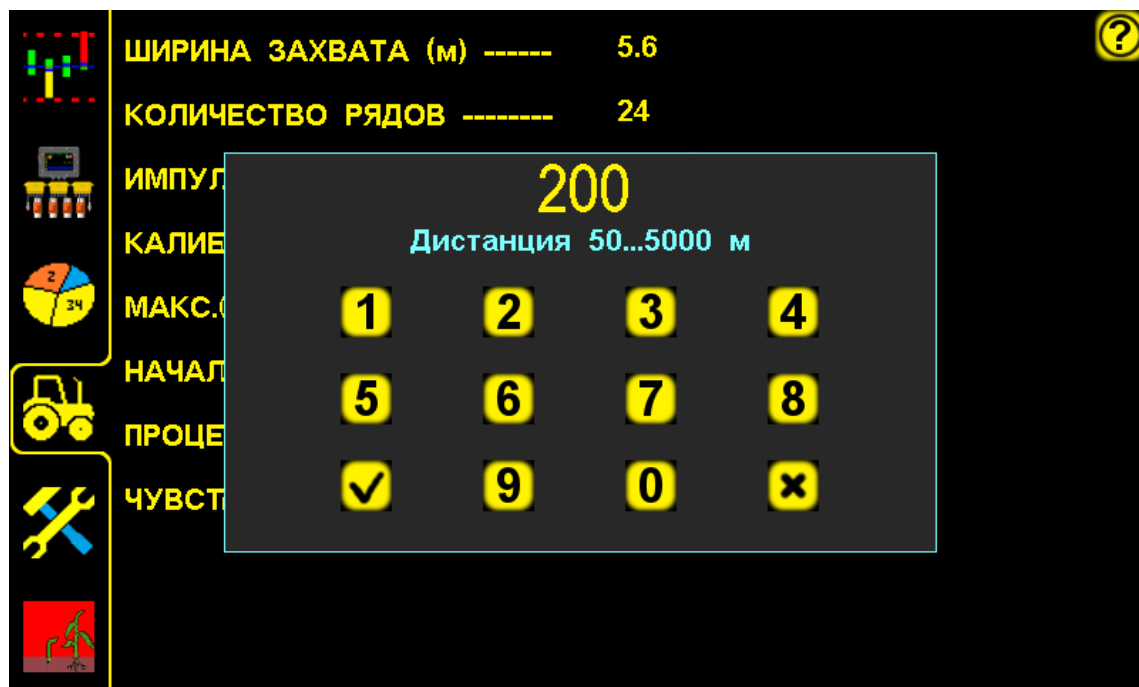 ШИРИНА ЗАХВАТА (м) ------ 5.6
?
КОЛИЧЕСТВО РЯДОВ -------- 24
ИМПУЛ
200
КАЛИБ
Дистанция 50...5000 м
2
34
МАКС.
1 2 3 4
НАЧАЛ
5 6 7 8
ПРОЦЕ
9 0
ЧУВСТ